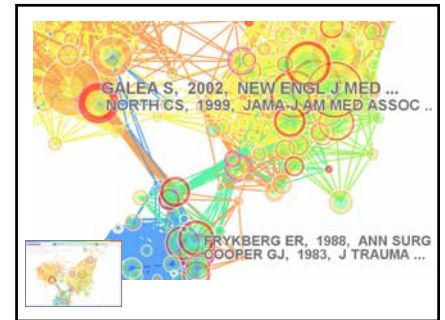 GALEA S, 2002, NEW ENGL J MED ...
NORTH CS, 1999, JAMA-J AM MED ASSOC ..
FRYKBERG ER, 1988, ANN SURG
COOPER GJ, 1983, J TRAUMA ...